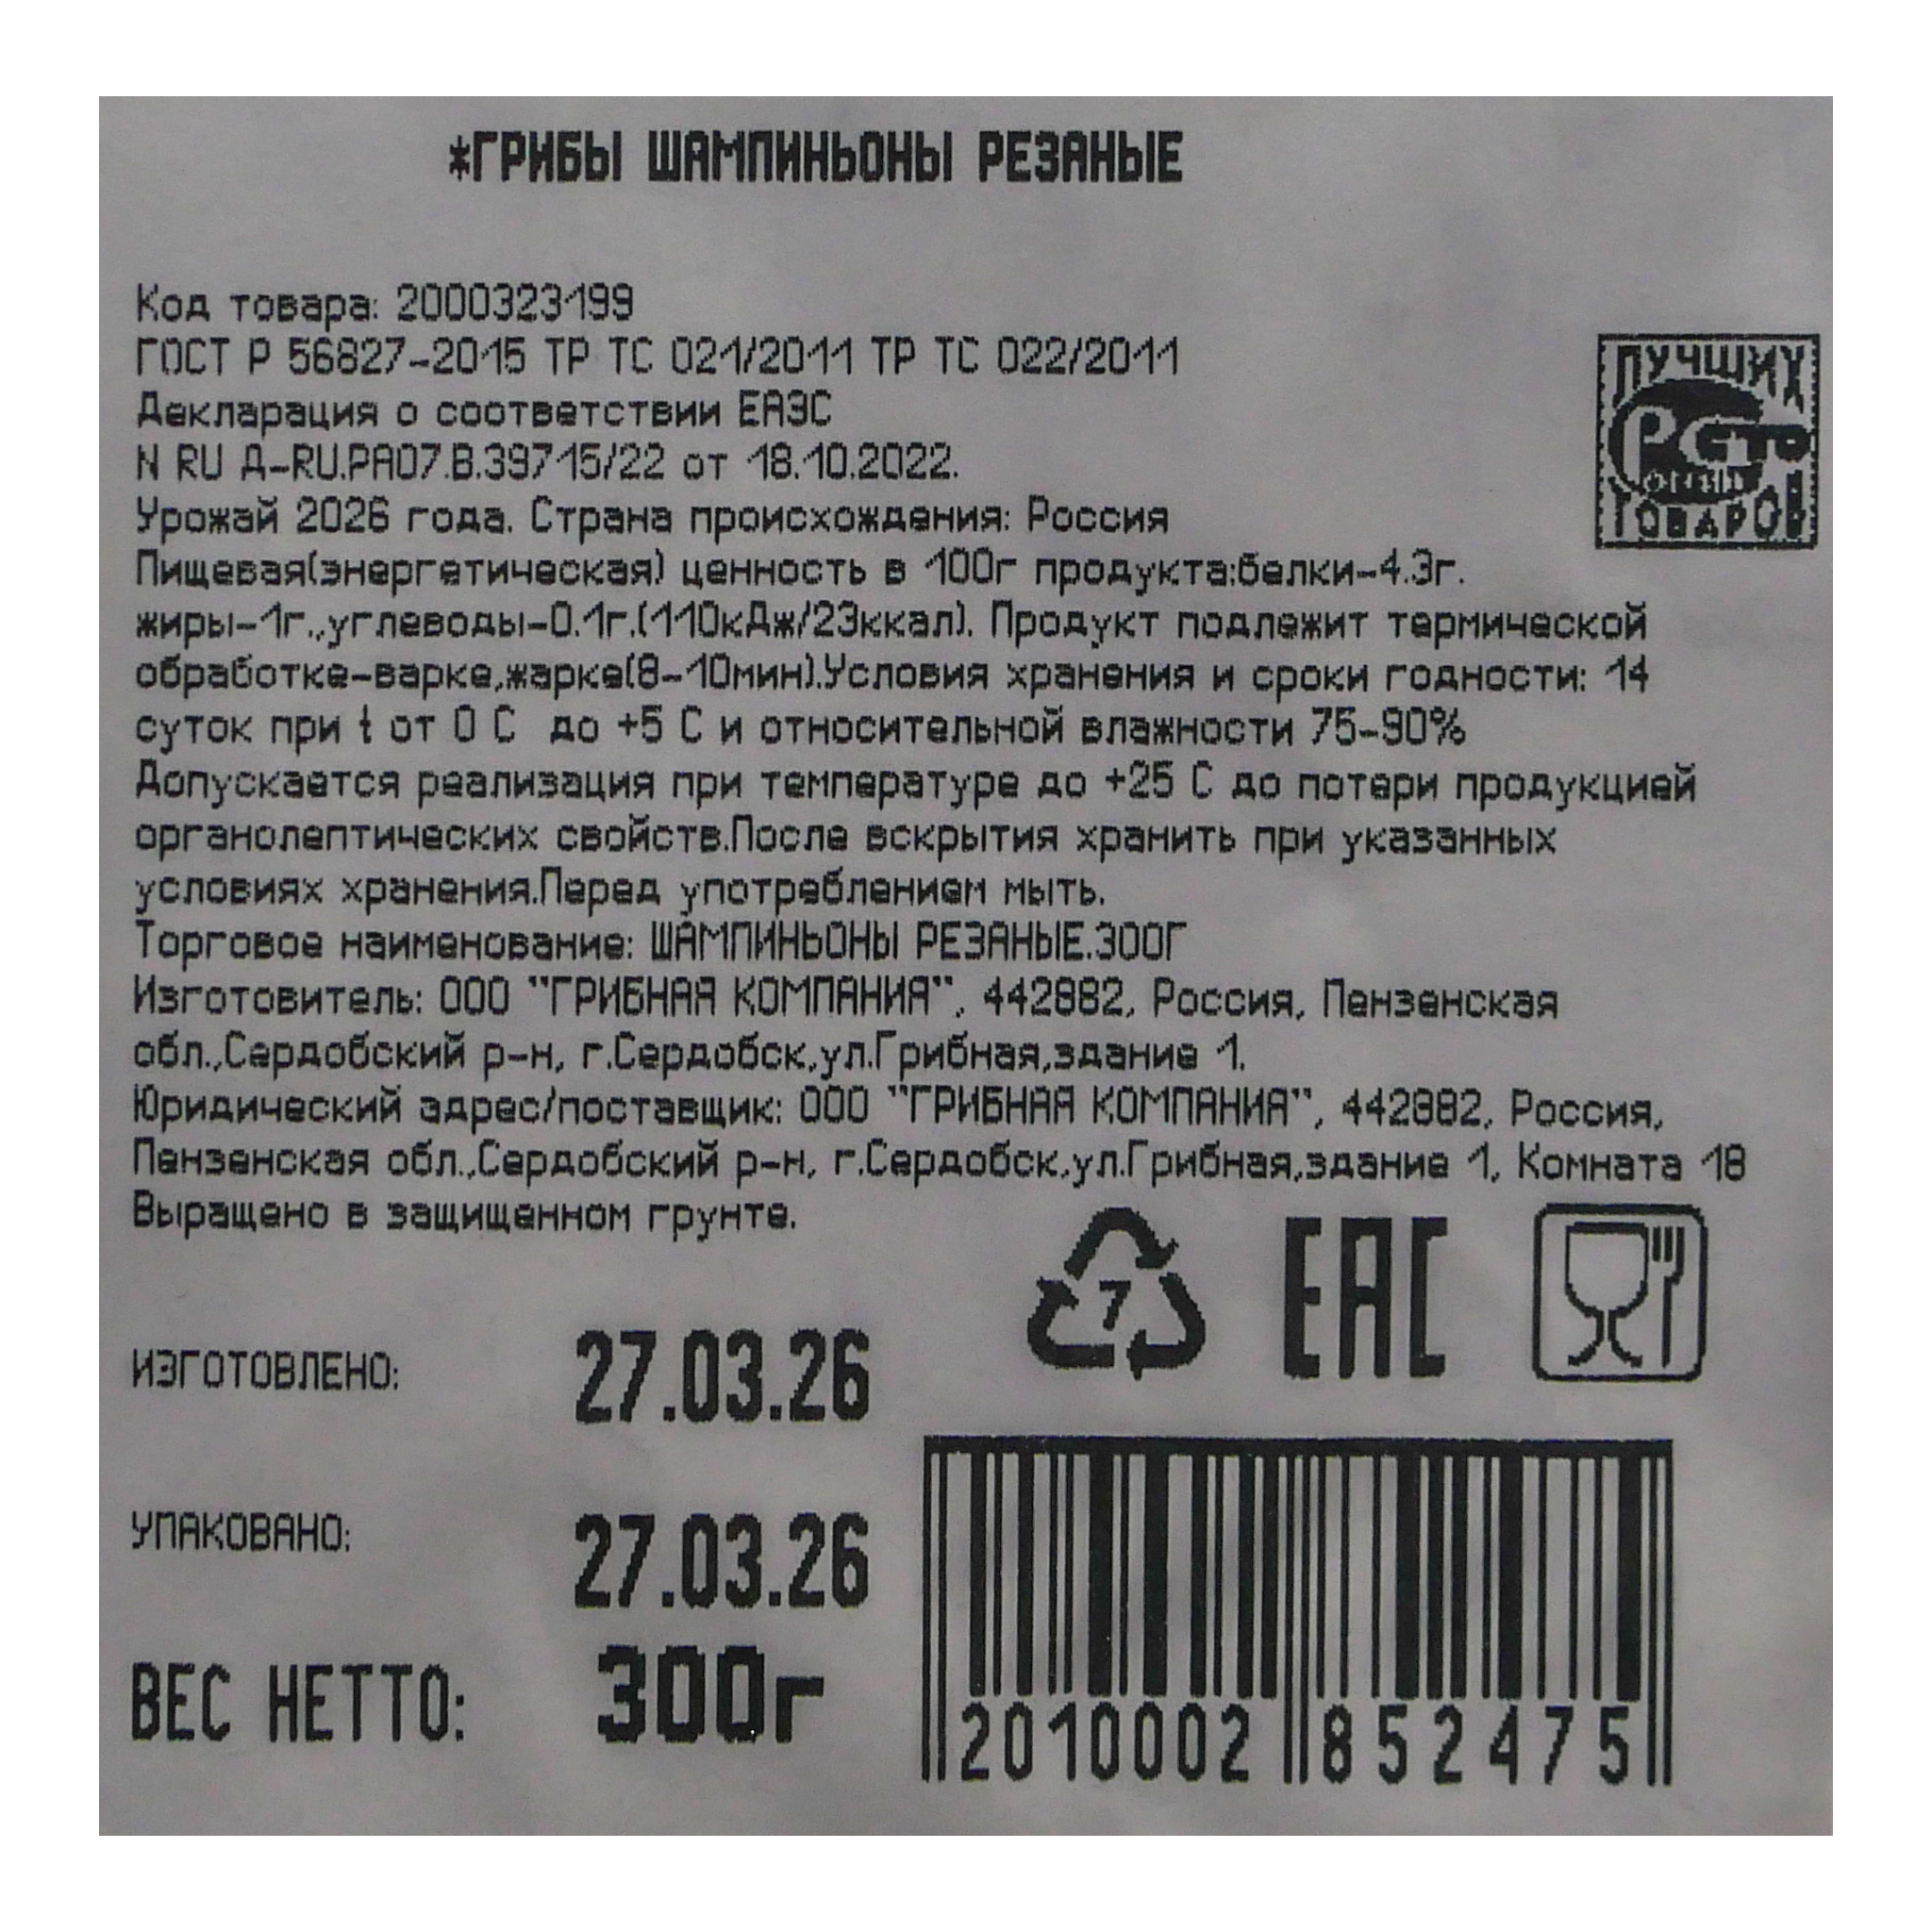 *ГРИБЫ ШАМПИНЬОНЫ РЕЗАНЫЕ
Код товара: 2000323199
ГОСТ Р 56827-2015 ТР ТС 021/2011 ТР ТС 022/2011
Декларация о соответствии ЕАЭС
N RU Д-RU.РА07.В.39715/22 от 18.10.2022.
Урожай 2026 года. Страна происхождения: Россия
Пищевая(энергетическая) ценность в 100г продукта:белки-4.3г.
жиры-1г.,углеводы-0.1г.(110кДж/23ккал). Продукт подлежит термической
обработке-варке,жарке(8-10мин).Условия хранения и сроки годности: 14
суток при t от 0 С до +5 С и относительной влажности 75-90%
Допускается реализация при температуре до +25 С до потери продукцией
органолептических свойств.После вскрытия хранить при указанных
условиях хранения.Перед употреблением мыть.
Торговое наименование: ШАМПИНЬОНЫ РЕЗАНЫЕ.300Г
Изготовитель: ООО "ГРИБНАЯ КОМПАНИЯ", 442882, Россия, Пензенская
обл.,Сердобский р-н, г.Сердобск,ул.Грибная,здание 1.
Юридический адрес/поставщик: ООО "ГРИБНАЯ КОМПАНИЯ", 442882, Россия,
Пензенская обл.,Сердобский р-н, г.Сердобск,ул.Грибная,здание 1, Комната 18
Выращено в защищенном грунте.
ЛУЧШИХ
СТО
ТОВАРОВ
7
ЕАС
ИЗГОТОВЛЕНО: 27.03.26
УПАКОВАНО: 27.03.26
ВЕС НЕТТО: 300г
2010002 852475